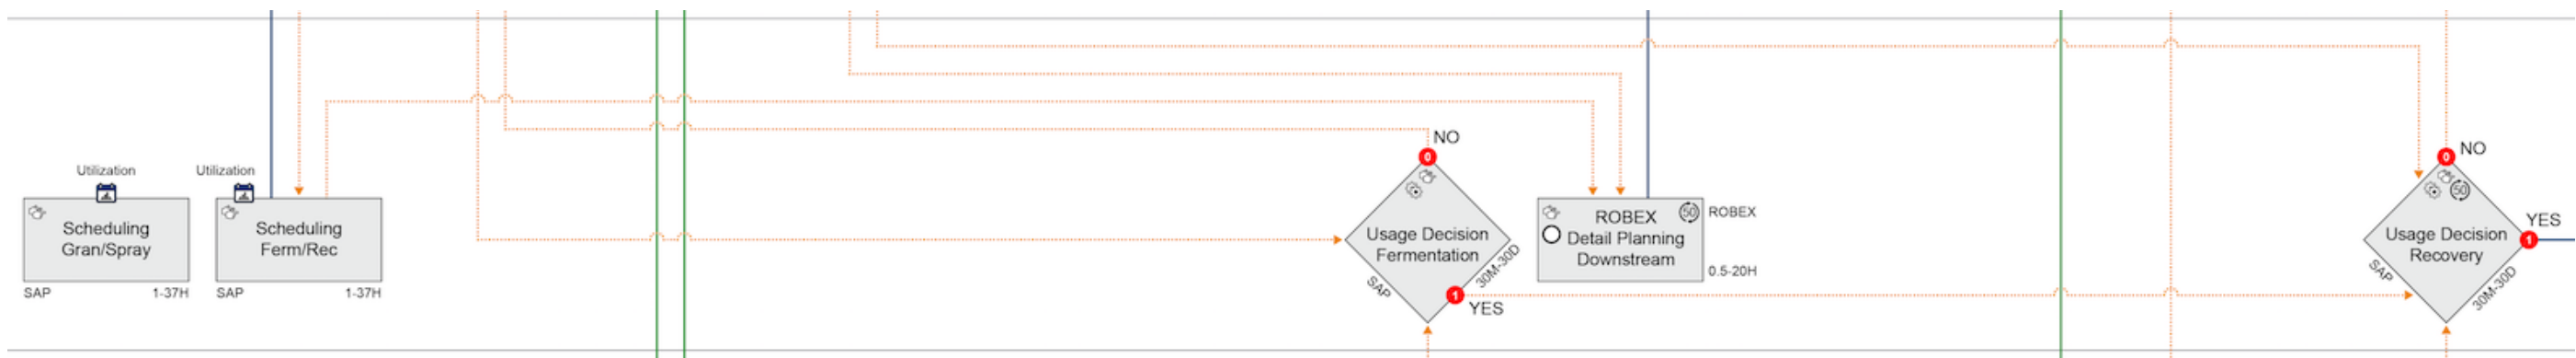 Utilization
Scheduling
Gran/Spray
SAP
1-37H
Utilization
Scheduling
Ferm/Rec
SAP
1-37H
NO
0
Usage Decision
Fermentation
SAP
30M-30D
1
YES
ROBEX
Detail Planning
Downstream
50
ROBEX
0.5-20H
NO
0
50
Usage Decision
Recovery
SAP
30M-30D
YES
1